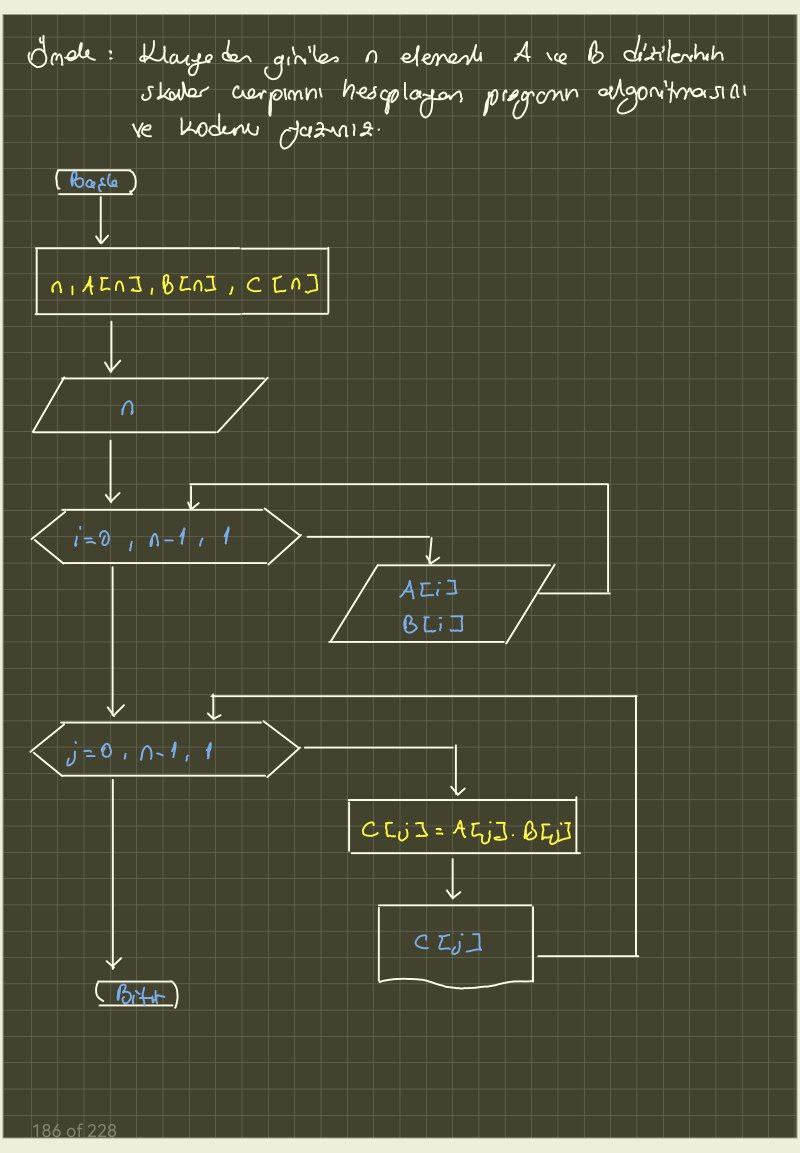 Örnek : Klavyeden girilen n elemanlı A ve B dizilerinin
skaler çarpımını hesaplayan program algoritmasını
ve kodunu yazınız.
Başla
n, A[n], B[n], C[n]
n
i=0, n-1, 1
A[i]
B[i]
j=0, n-1, 1
C[j] = A[j] . B[j]
C[j]
Bitir
186 of 228